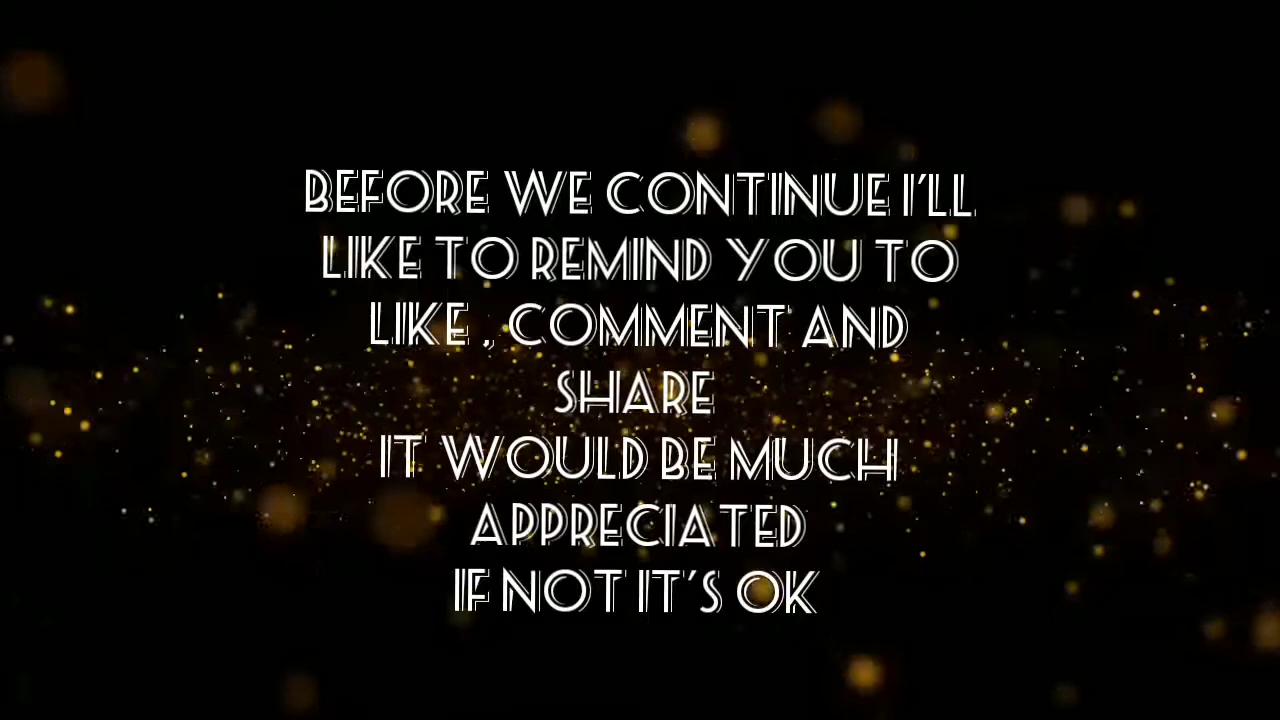 BEFORE WE CONTINUE I'LL
LIKE TO REMIND YOU TO
LIKE , COMMENT AND
SHARE
IT WOULD BE MUCH
APPRECIATED
IF NOT IT'S OK